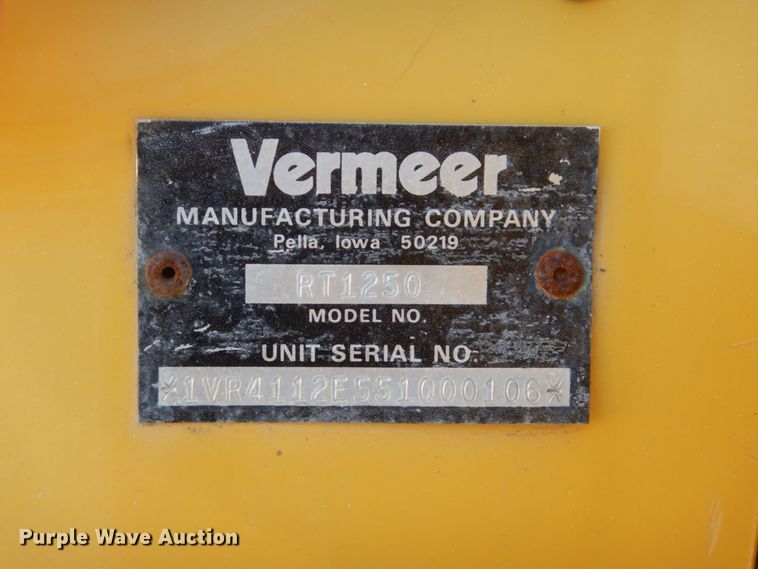 Vermeer
MANUFACTURING COMPANY
Pella, Iowa 50219
RT1250
MODEL NO.
UNIT SERIAL NO.
*1VR4112E551000106*
Purple Wave Auction